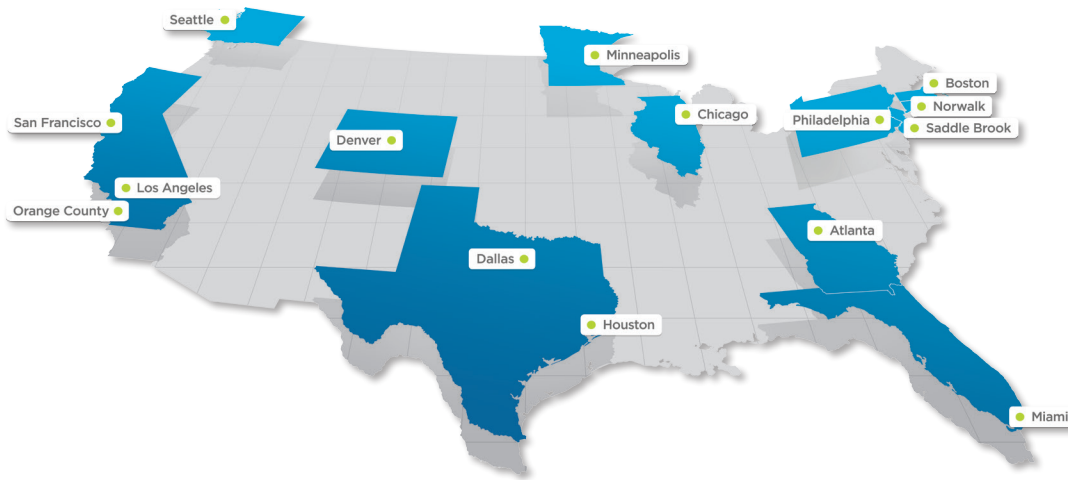 Seattle
Minneapolis
Boston
Norwalk
Chicago
Philadelphia
San Francisco
Saddle Brook
Denver
Los Angeles
Orange County
Atlanta
Dallas
Houston
Miami